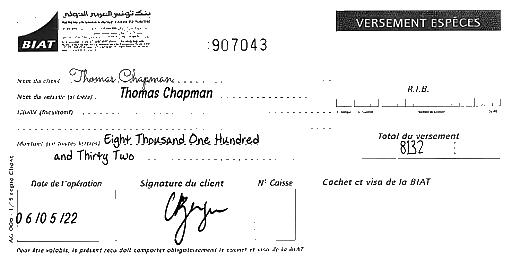 بنك تونس العربي الدولي
BIAT
:907043
VERSEMENT ESPÈCES
Nom du client Thomas Chapman
R.I.B.
Nom du remettant (si tiers) Thomas Chapman
Libellé (facultatif)
Montant (en toutes lettres) Eight Thousand One Hundred
and Thirty Two
Total du versement
8132
Date de l'opération
Signature du client
N° Caisse
Cachet et visa de la BIAT
06/05/22
Pour être valable, le présent reçu doit comporter obligatoirement le cachet et visa de la BIAT